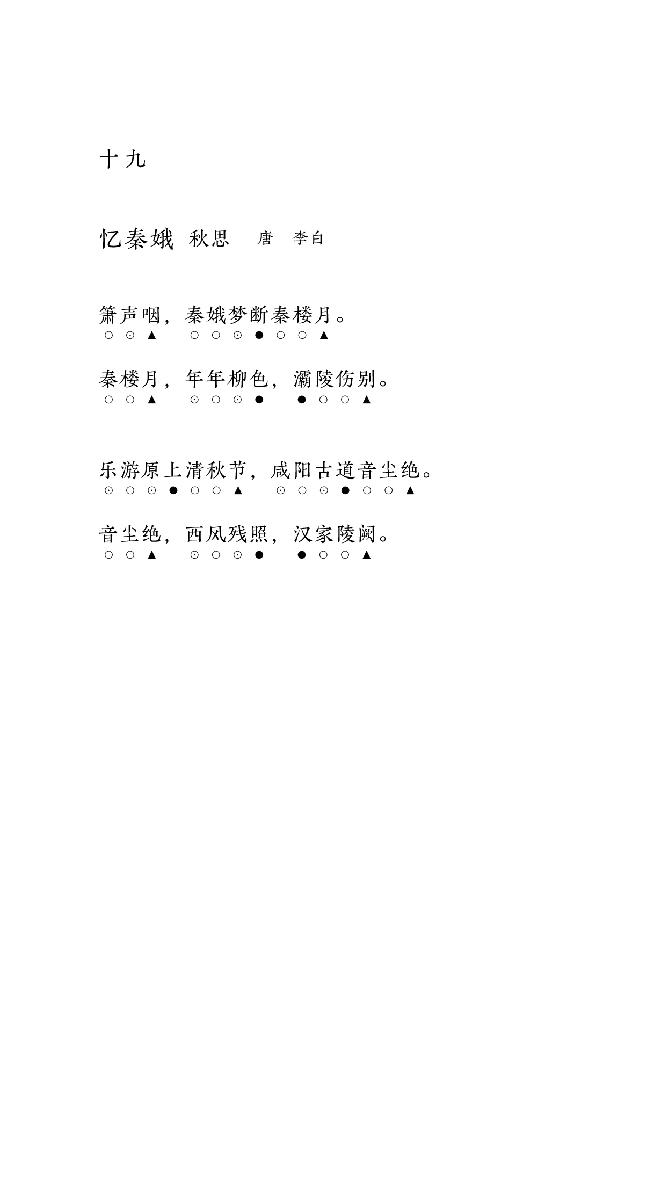 十九
忆秦娥 秋思 唐 李白
箫声咽，秦娥梦断秦楼月。
○⊙▲ ○○⊙●○○▲
秦楼月，年年柳色，灞陵伤别。
○○▲ ⊙○⊙● ●○○▲
乐游原上清秋节，咸阳古道音尘绝。
⊙○⊙●○○▲ ⊙○⊙●○○▲
音尘绝，西风残照，汉家陵阙。
○○▲ ⊙○⊙● ●○○▲